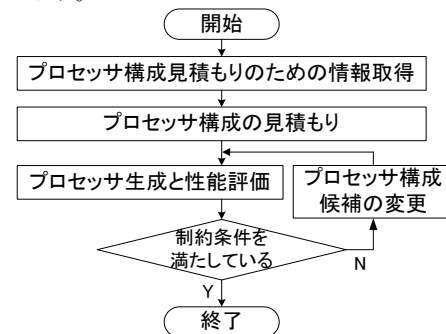 開始
プロセッサ構成見積もりのための情報取得
プロセッサ構成の見積もり
プロセッサ生成と性能評価
プロセッサ構成
候補の変更
制約条件を
満たしている
N
Y
終了